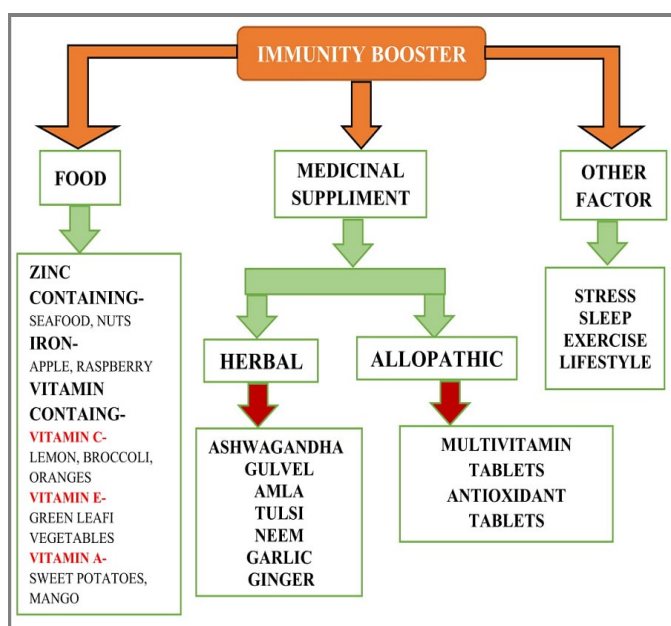 IMMUNITY BOOSTER
FOOD
MEDICINAL
SUPPLIMENT
OTHER
FACTOR
ZINC
CONTAINING-
SEAFOOD, NUTS
IRON-
APPLE, RASPBERRY
VITAMIN
CONTAING-
VITAMIN C-
LEMON, BROCCOLI,
ORANGES
VITAMIN E-
GREEN LEAFI
VEGETABLES
VITAMIN A-
SWEET POTATOES,
MANGO
HERBAL
ASHWAGANDHA
GULVEL
AMLA
TULSI
NEEM
GARLIC
GINGER
ALLOPATHIC
MULTIVITAMIN
TABLETS
ANTIOXIDANT
TABLETS
STRESS
SLEEP
EXERCISE
LIFESTYLE